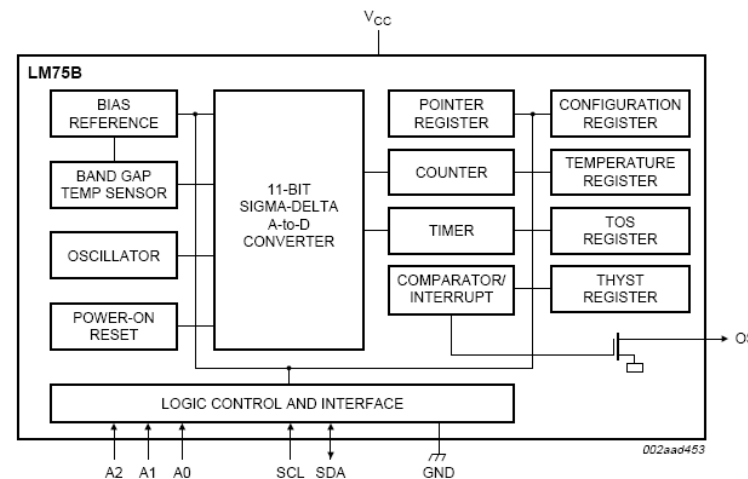 VCC
LM75B
BIAS
REFERENCE
POINTER
REGISTER
CONFIGURATION
REGISTER
BAND GAP
TEMP SENSOR
11-BIT
SIGMA-DELTA
A-to-D
CONVERTER
COUNTER
TEMPERATURE
REGISTER
OSCILLATOR
TIMER
TOS
REGISTER
POWER-ON
RESET
COMPARATOR/
INTERRUPT
THYST
REGISTER
OS
LOGIC CONTROL AND INTERFACE
002aad453
A2 A1 A0 SCL SDA GND